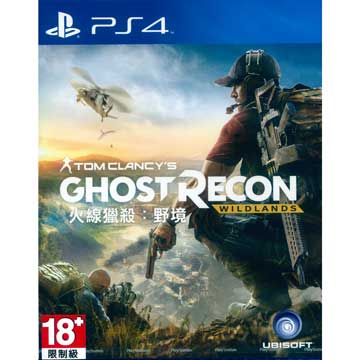 PS4
TOM CLANCY'S
GHOST RECON
WILDLANDS
火線獵殺：野境
18+
限制級
UBISOFT